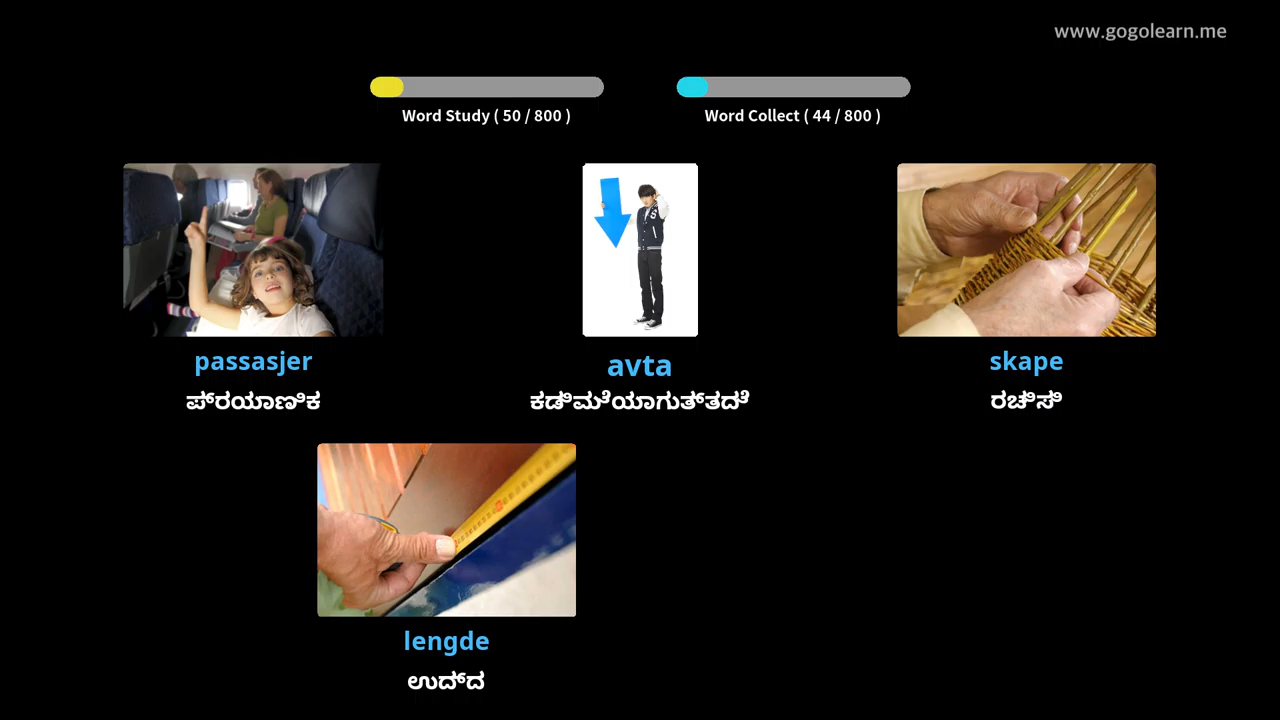 www.gogolearn.me
Word Study ( 50 / 800 )
Word Collect ( 44 / 800 )
passasjer
ಪ್ರಯಾಣಿಕ
avta
ಕಡಿಮೆಯಾಗುತ್ತದೆ
skape
ರಚಿಸಿ
lengde
ಉದ್ದ